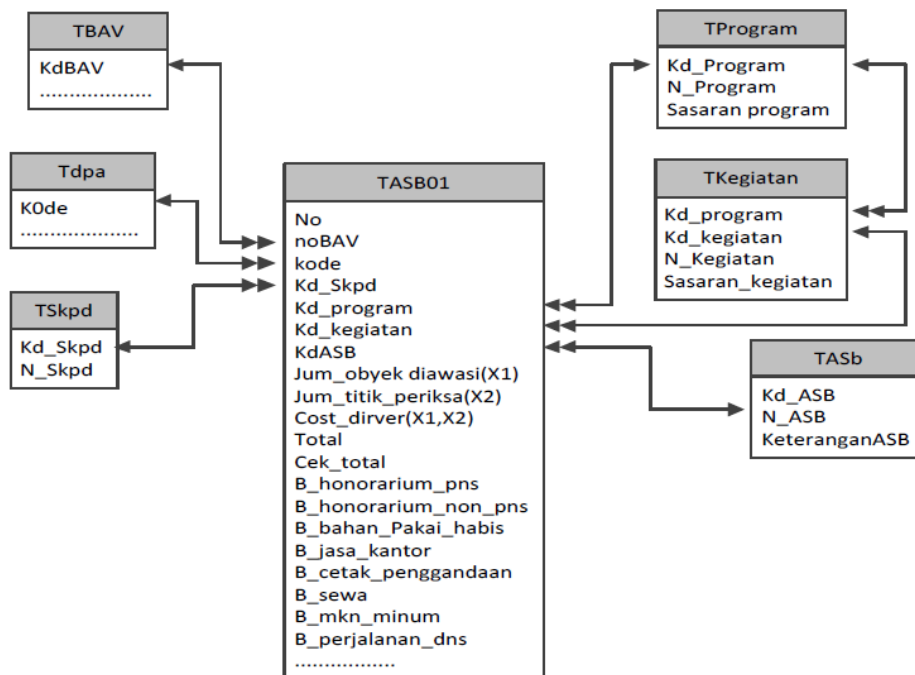 TBAV
KdBAV
...................
Tdpa
K0de
....................
TSkpd
Kd_Skpd
N_Skpd
TASB01
No
noBAV
kode
Kd_Skpd
Kd_program
Kd_kegiatan
KdASB
Jum_obyek diawasi(X1)
Jum_titik_periksa(X2)
Cost_dirver(X1,X2)
Total
Cek_total
B_honorarium_pns
B_honorarium_non_pns
B_bahan_Pakai_habis
B_jasa_kantor
B_cetak_penggandaan
B_sewa
B_mkn_minum
B_perjalanan_dns
.................
TProgram
Kd_Program
N_Program
Sasaran program
TKegiatan
Kd_program
Kd_kegiatan
N_Kegiatan
Sasaran_kegiatan
TASb
Kd_ASB
N_ASB
KeteranganASB